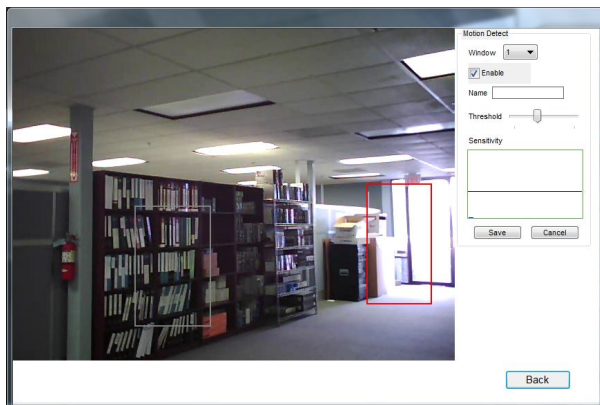 Motion Detect
Window 1
Enable
Name
Threshold
Sensitivity
Save Cancel
Back